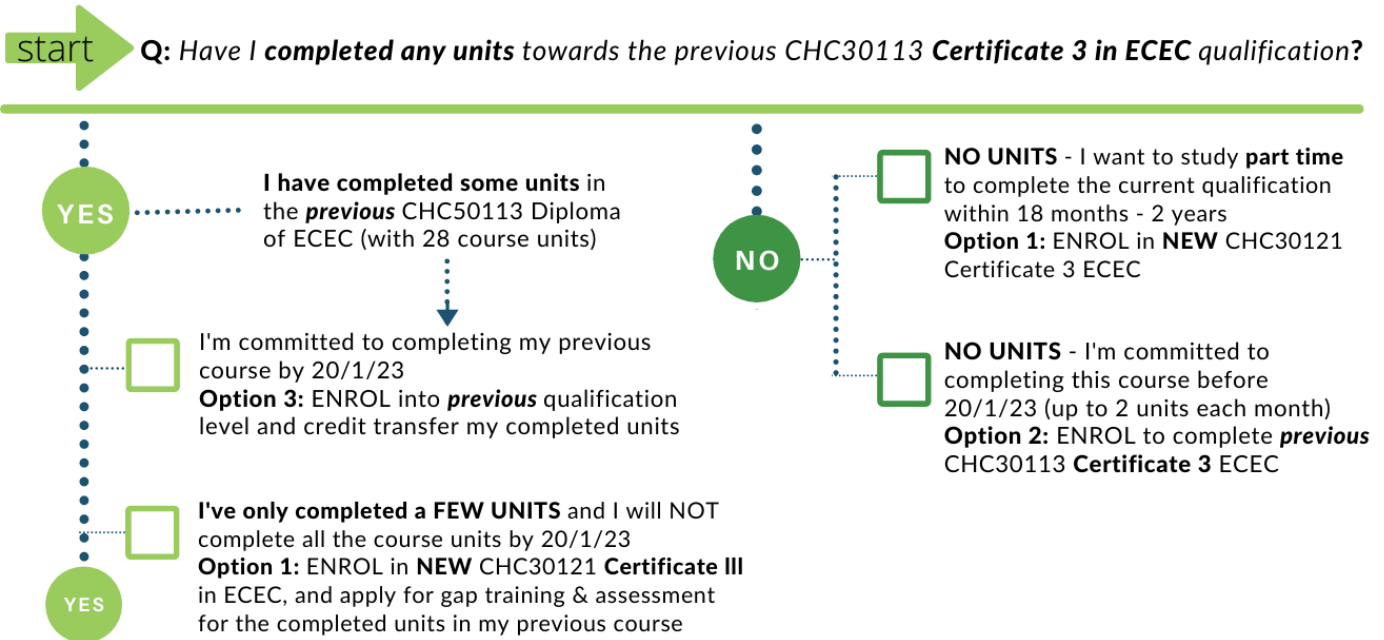 start
Q: Have I completed any units towards the previous CHC30113 Certificate 3 in ECEC qualification?
YES
I have completed some units in
the previous CHC50113 Diploma
of ECEC (with 28 course units)
I'm committed to completing my previous
course by 20/1/23
Option 3: ENROL into previous qualification
level and credit transfer my completed units
I've only completed a FEW UNITS and I will NOT
complete all the course units by 20/1/23
Option 1: ENROL in NEW CHC30121 Certificate III
in ECEC, and apply for gap training & assessment
for the completed units in my previous course
YES
NO
NO UNITS - I want to study part time
to complete the current qualification
within 18 months - 2 years
Option 1: ENROL in NEW CHC30121
Certificate 3 ECEC
NO UNITS - I'm committed to
completing this course before
20/1/23 (up to 2 units each month)
Option 2: ENROL to complete previous
CHC30113 Certificate 3 ECEC